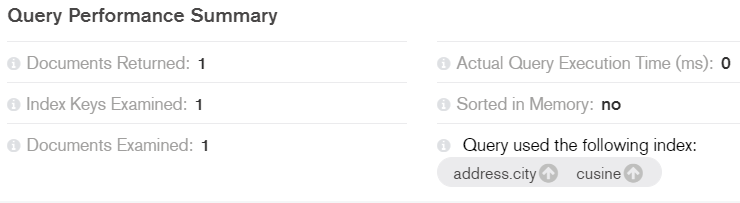 Query Performance Summary
Documents Returned: 1
Actual Query Execution Time (ms): 0
Index Keys Examined: 1
Sorted in Memory: no
Documents Examined: 1
Query used the following index:
address.city cusine